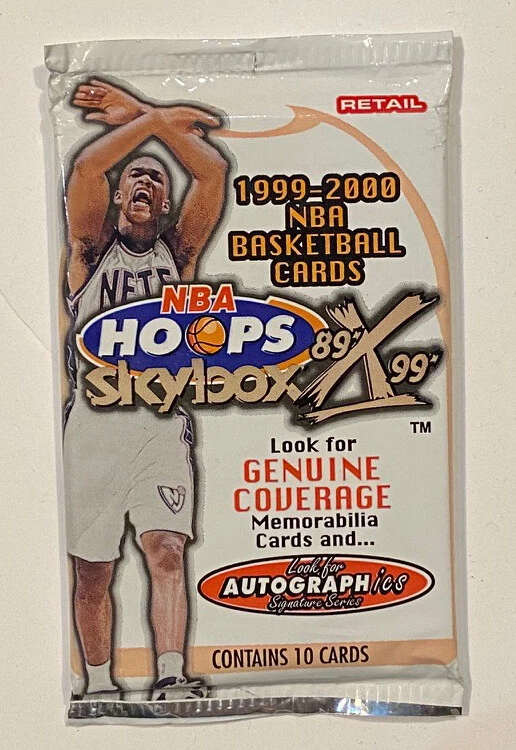 RETAIL
1999-2000
NBA
BASKETBALL
CARDS
NETS
NBA
HOOPS
skybox
89" X 99"
TM
Look for
GENUINE
COVERAGE
Memorabilia
Cards and...
Look for
AUTOGRAPHics
Signature Series
CONTAINS 10 CARDS